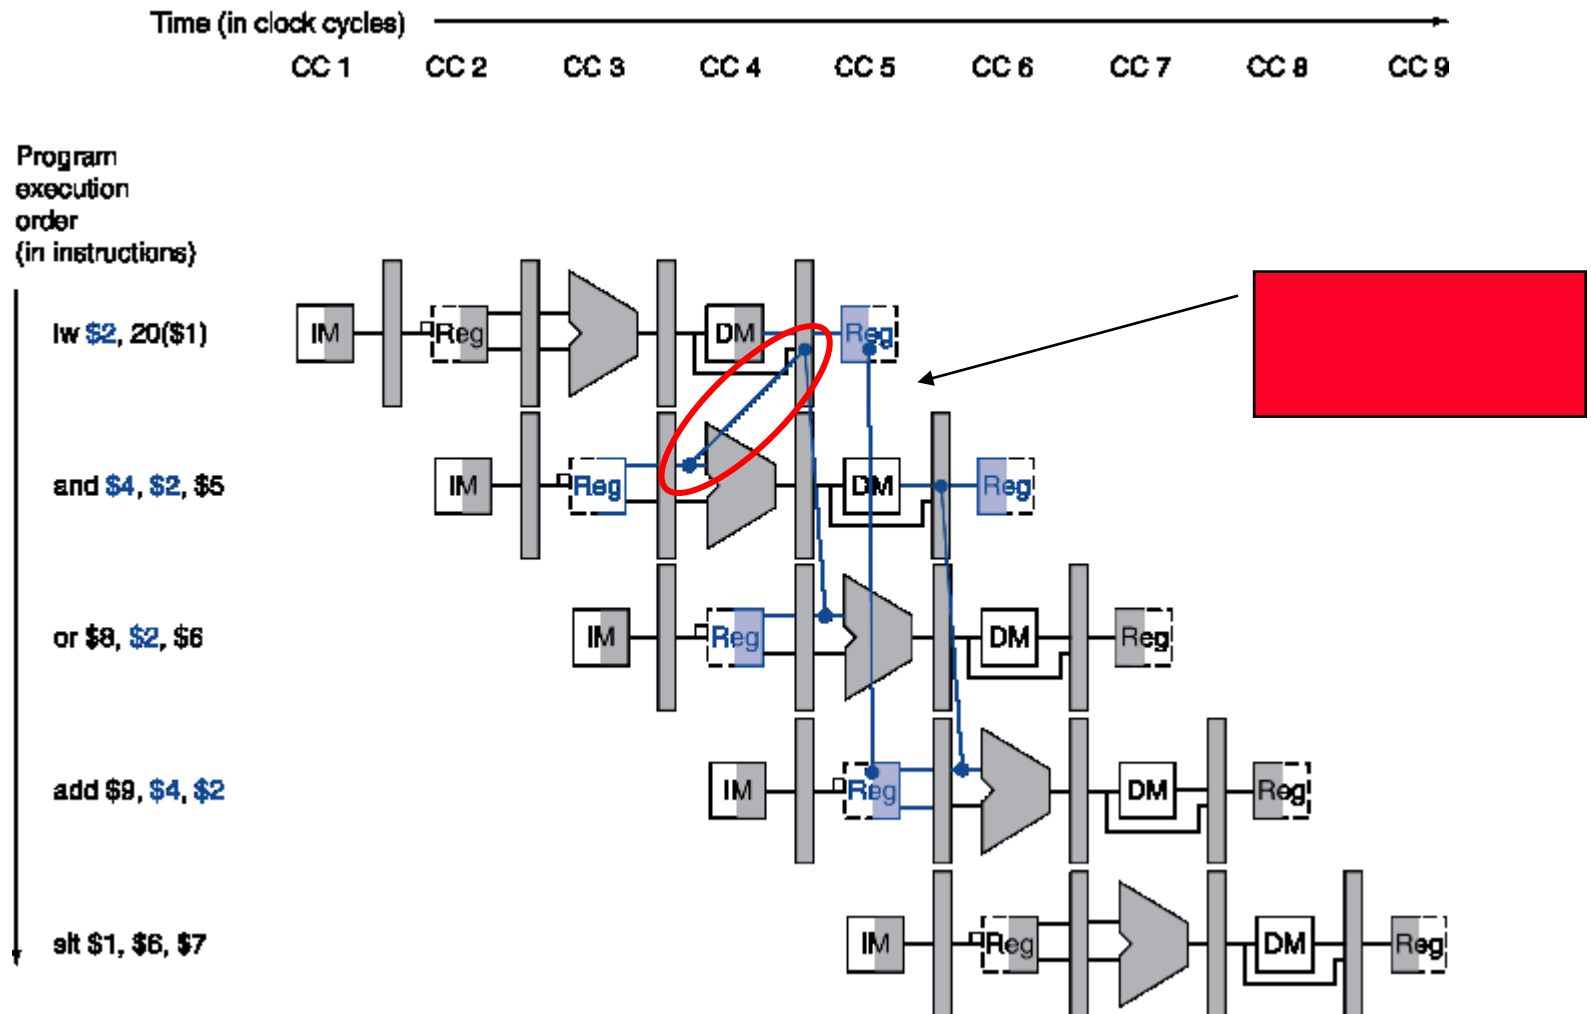 Time (in clock cycles)
CC 1 CC 2 CC 3 CC 4 CC 5 CC 6 CC 7 CC 8 CC 9
Program
execution
order
(in instructions)
lw $2, 20($1) IM Reg DM Reg
and $4, $2, $5 IM Reg DM Reg
or $8, $2, $6 IM Reg DM Reg
add $9, $4, $2 IM Reg DM Reg
slt $1, $6, $7 IM Reg DM Reg